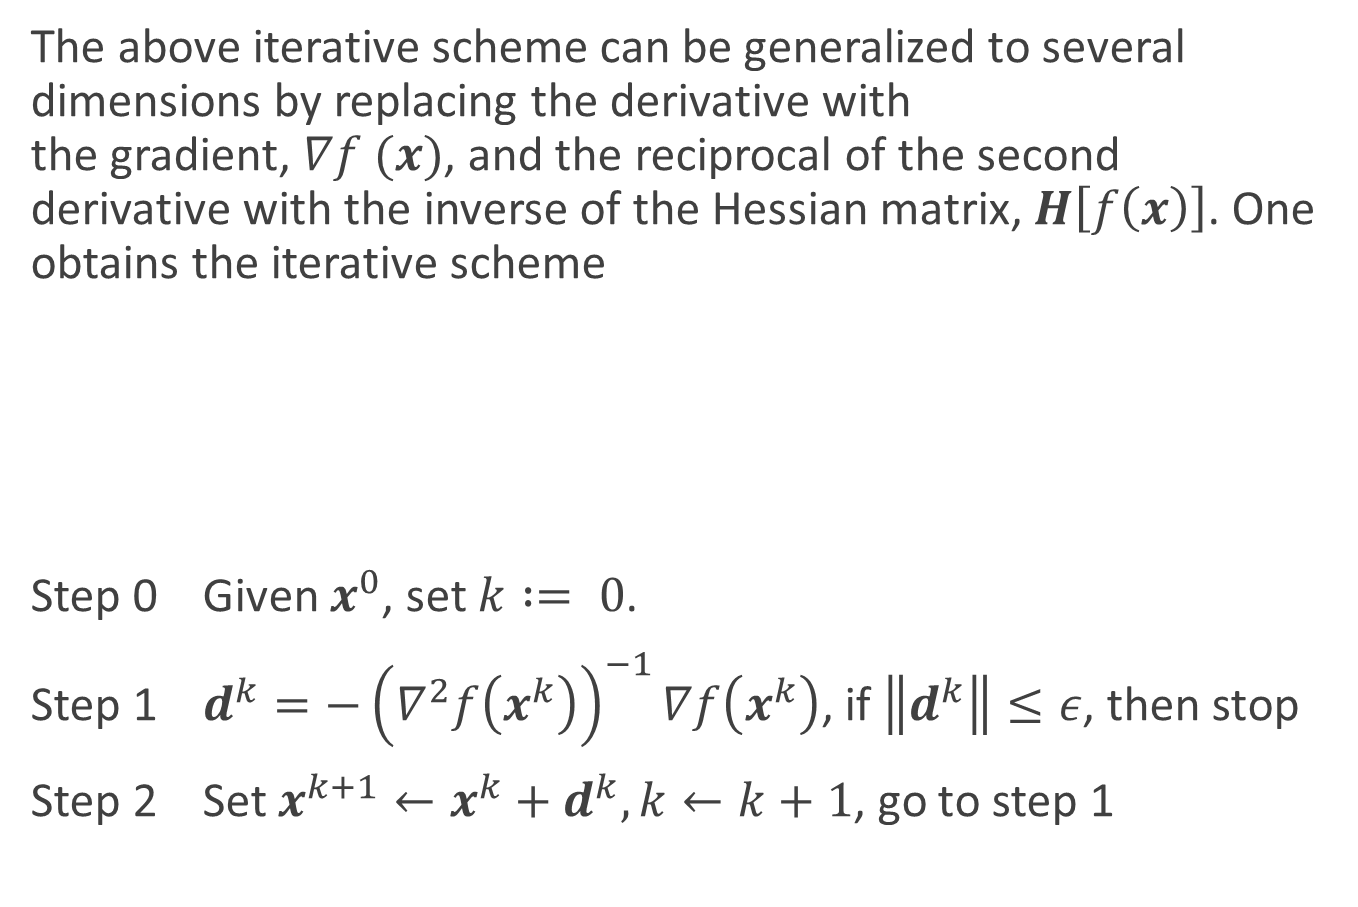 The above iterative scheme can be generalized to several
dimensions by replacing the derivative with
the gradient, ∇f (x), and the reciprocal of the second
derivative with the inverse of the Hessian matrix, H[f(x)]. One
obtains the iterative scheme
Step 0 Given x⁰, set k := 0.
Step 1 dᵏ = −(∇²f(xᵏ))⁻¹ ∇f(xᵏ), if ‖dᵏ‖ ≤ ϵ, then stop
Step 2 Set xᵏ⁺¹ ← xᵏ + dᵏ, k ← k + 1, go to step 1